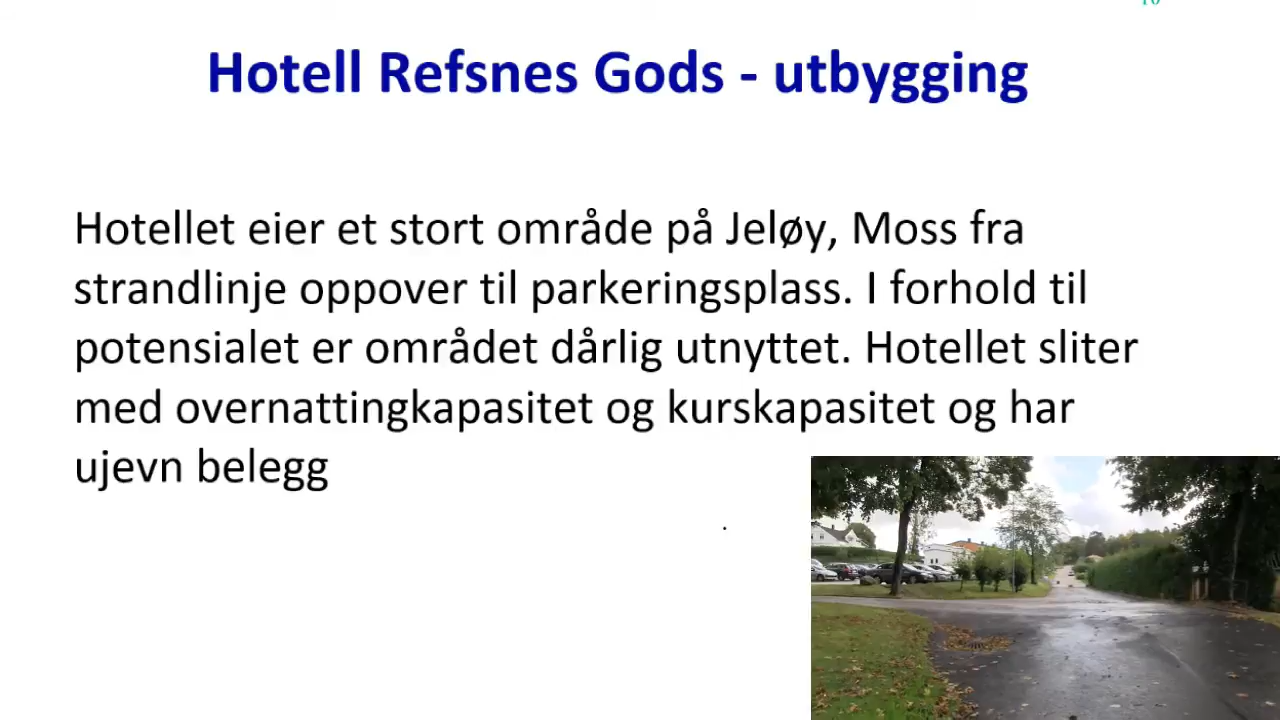 Hotell Refsnes Gods - utbygging
Hotellet eier et stort område på Jeløy, Moss fra
strandlinje oppover til parkeringsplass. I forhold til
potensialet er området dårlig utnyttet. Hotellet sliter
med overnattingkapasitet og kurskapasitet og har
ujevn belegg
.